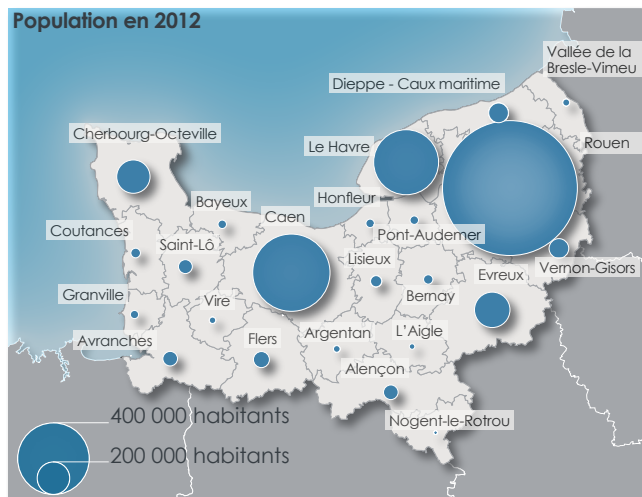 Population en 2012
Vallée de la
Bresle-Vimeu
Dieppe - Caux maritime
Cherbourg-Octeville
Le Havre
Rouen
Honfleur
Bayeux
Caen
Coutances
Saint-Lô
Pont-Audemer
Lisieux
Vernon-Gisors
Evreux
Bernay
Granville
Vire
Avranches
Flers
Argentan
L'Aigle
Alençon
Nogent-le-Rotrou
400 000 habitants
200 000 habitants